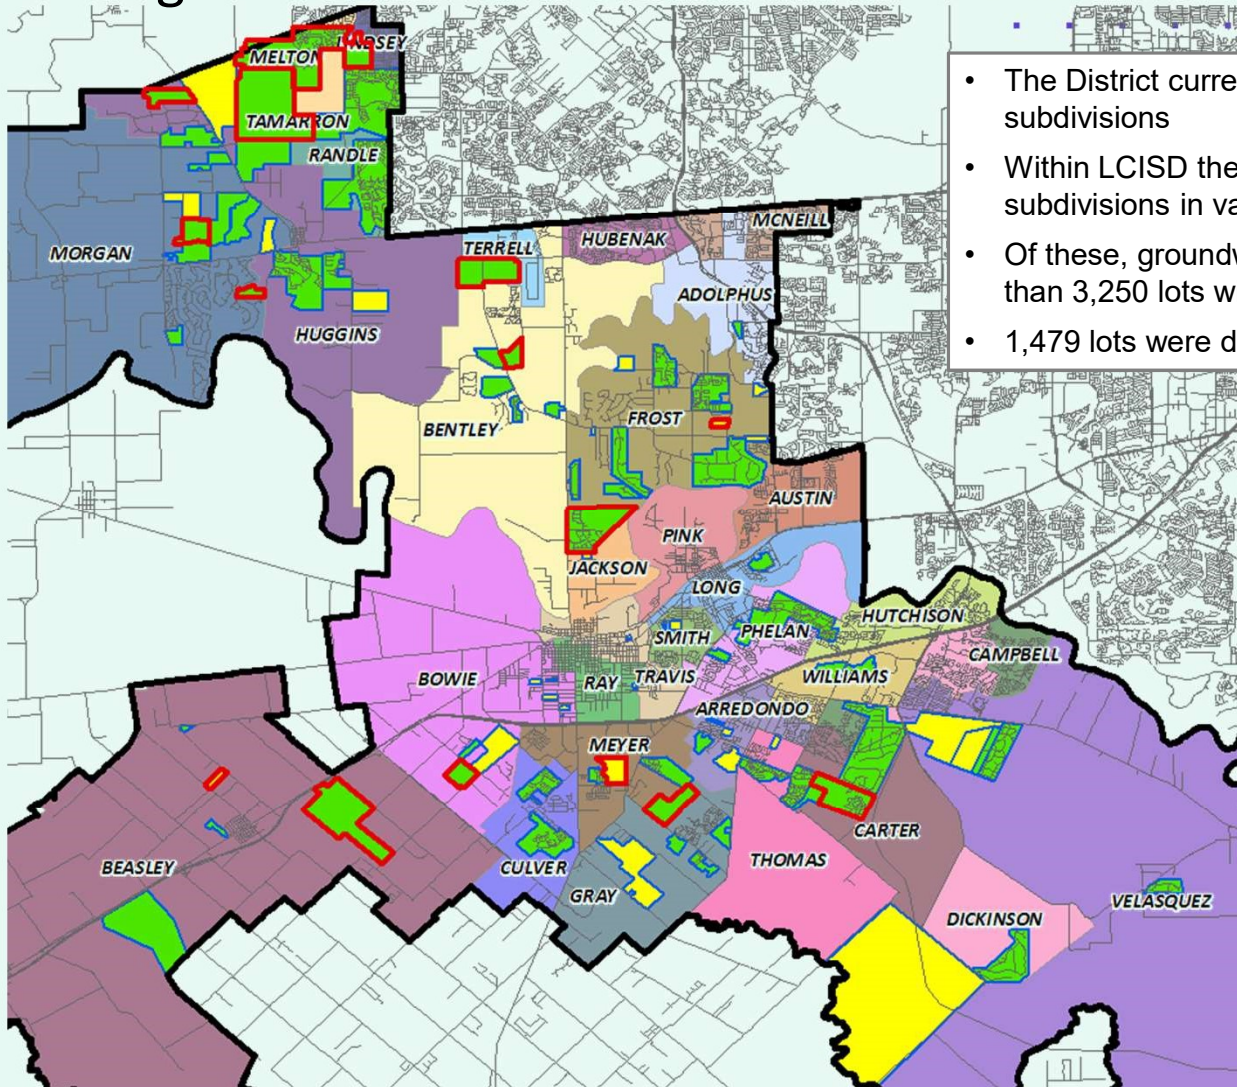 MELTON
TAMARRON
RANDLE
MORGAN
HUGGINS
TERRELL
HUBENAK
MCNEILL
ADOLPHUS
• The District curre
subdivisions
• Within LCISD the
subdivisions in va
• Of these, groundw
than 3,250 lots w
• 1,479 lots were d
BENTLEY
FROST
AUSTIN
PINK
JACKSON
LONG
HUTCHISON
SMITH
PHELAN
CAMPBELL
BOWIE
RAY
TRAVIS
WILLIAMS
ARREDONDO
MEYER
CARTER
BEASLEY
CULVER
GRAY
THOMAS
DICKINSON
VELASQUEZ